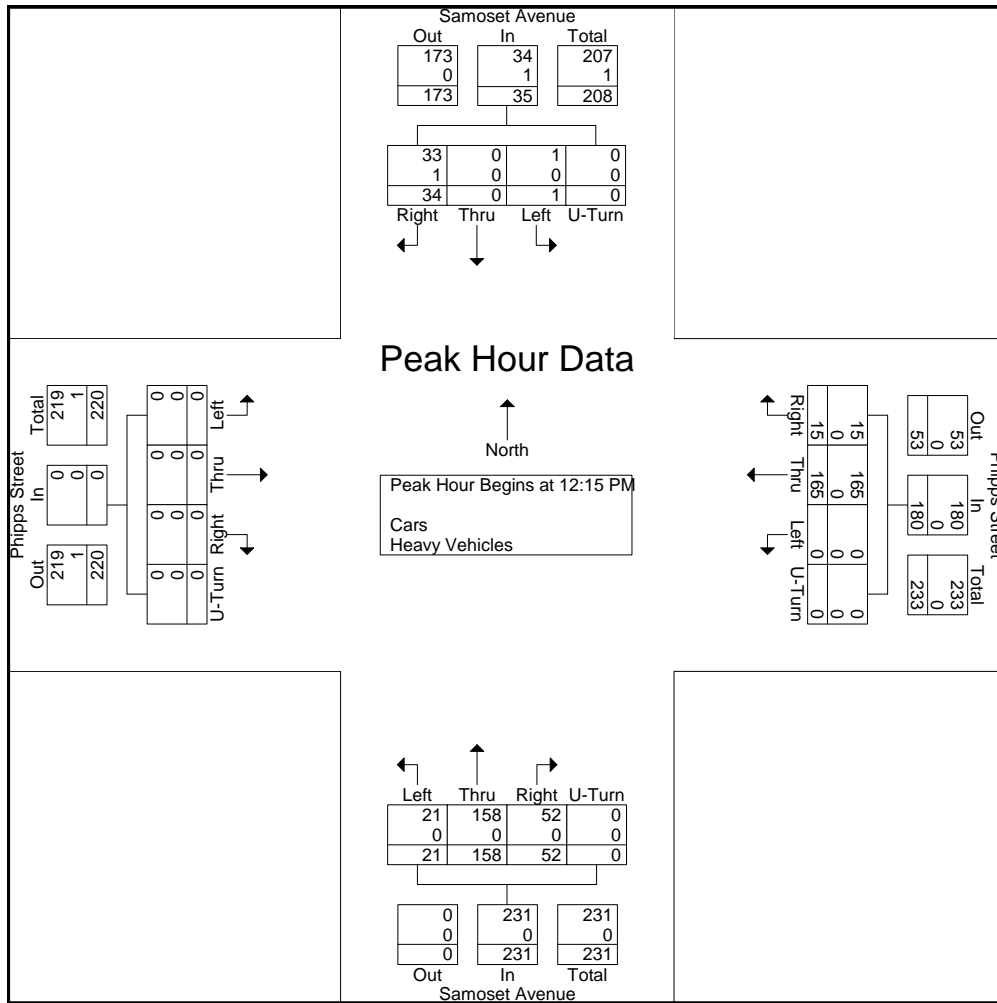 Samoset Avenue
Out In Total
173 34 207
0 1 1
173 35 208
33 0 1 0
1 0 0 0
34 0 1 0
Right Thru Left U-Turn
Peak Hour Data
North
Peak Hour Begins at 12:15 PM
Cars
Heavy Vehicles
Phipps Street
Total In Out
219 0 219
1 0 1
220 0 220
Left Thru Right U-Turn
0 0 0 0
0 0 0 0
0 0 0 0
Phipps Street
Out In Total
53 180 233
0 0 0
53 180 233
15 165 0 0
0 0 0 0
15 165 0 0
Right Thru Left U-Turn
Left Thru Right U-Turn
21 158 52 0
0 0 0 0
21 158 52 0
0 231 231
0 0 0
0 231 231
Out In Total
Samoset Avenue